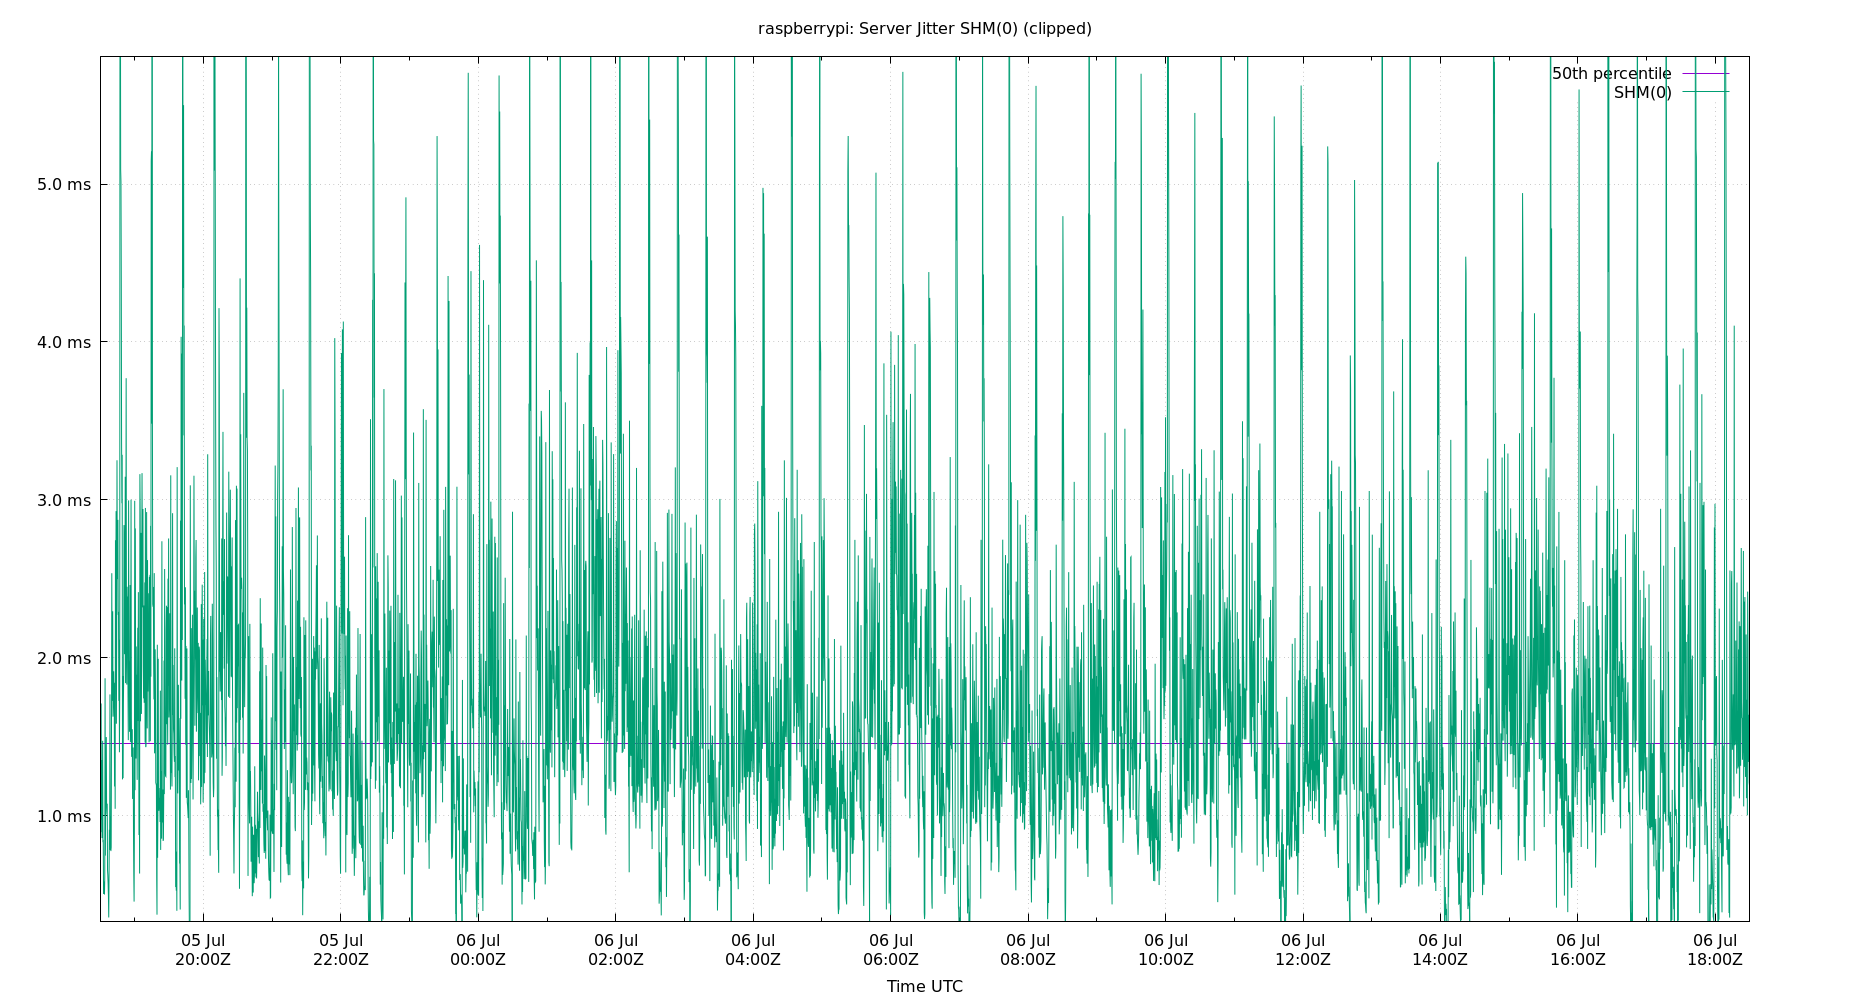 raspberrypi: Server Jitter SHM(0) (clipped)
50th percentile
SHM(0)
5.0 ms
4.0 ms
3.0 ms
2.0 ms
1.0 ms
05 Jul 05 Jul 06 Jul 06 Jul 06 Jul 06 Jul 06 Jul 06 Jul 06 Jul 06 Jul 06 Jul 06 Jul
20:00Z 22:00Z 00:00Z 02:00Z 04:00Z 06:00Z 08:00Z 10:00Z 12:00Z 14:00Z 16:00Z 18:00Z
Time UTC